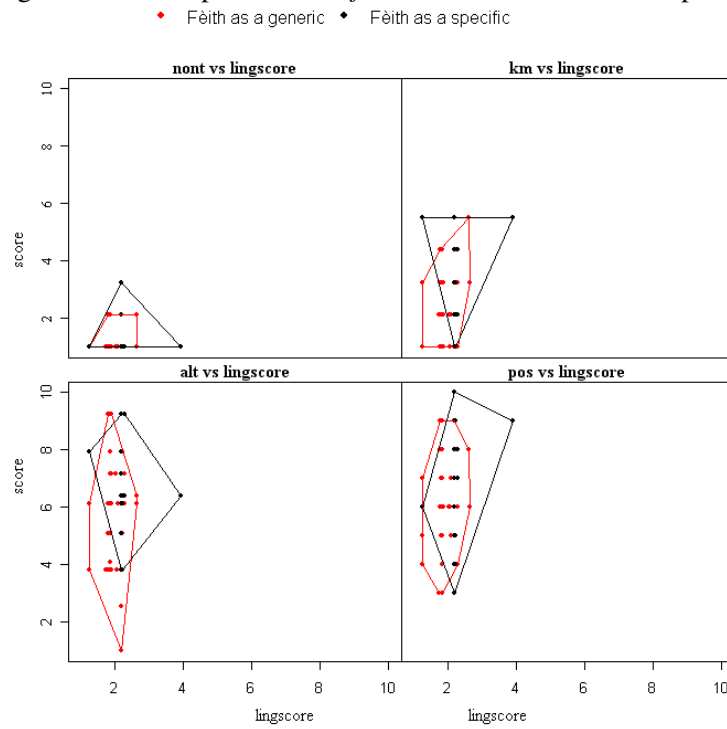 Fèith as a generic Fèith as a specific
nont vs lingscore km vs lingscore
10
8
6
4
2
score
alt vs lingscore pos vs lingscore
10
8
6
4
2
score
2 4 6 8 10 2 4 6 8 10
lingscore lingscore